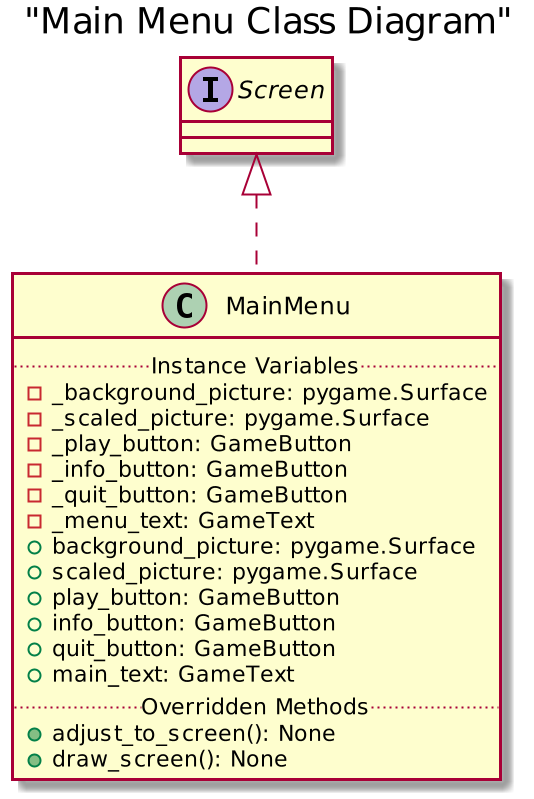 "Main Menu Class Diagram"
I Screen
C MainMenu
Instance Variables
_background_picture: pygame.Surface
_scaled_picture: pygame.Surface
_play_button: GameButton
_info_button: GameButton
_quit_button: GameButton
_menu_text: GameText
background_picture: pygame.Surface
scaled_picture: pygame.Surface
play_button: GameButton
info_button: GameButton
quit_button: GameButton
main_text: GameText
Overridden Methods
adjust_to_screen(): None
draw_screen(): None